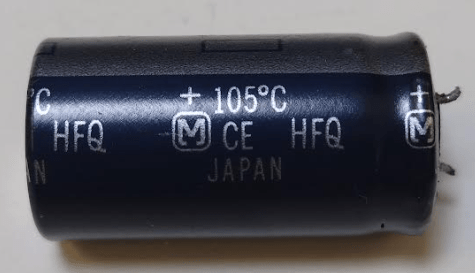 °C + 105°C +
HFQ M CE HFQ M
N JAPAN